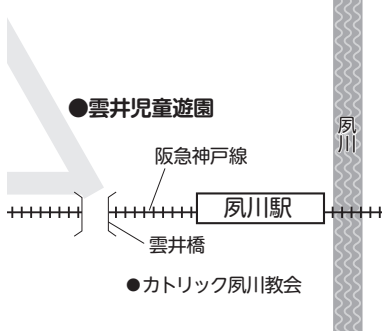 ●雲井児童遊園
夙川
阪急神戸線
夙川駅
雲井橋
●カトリック夙川教会